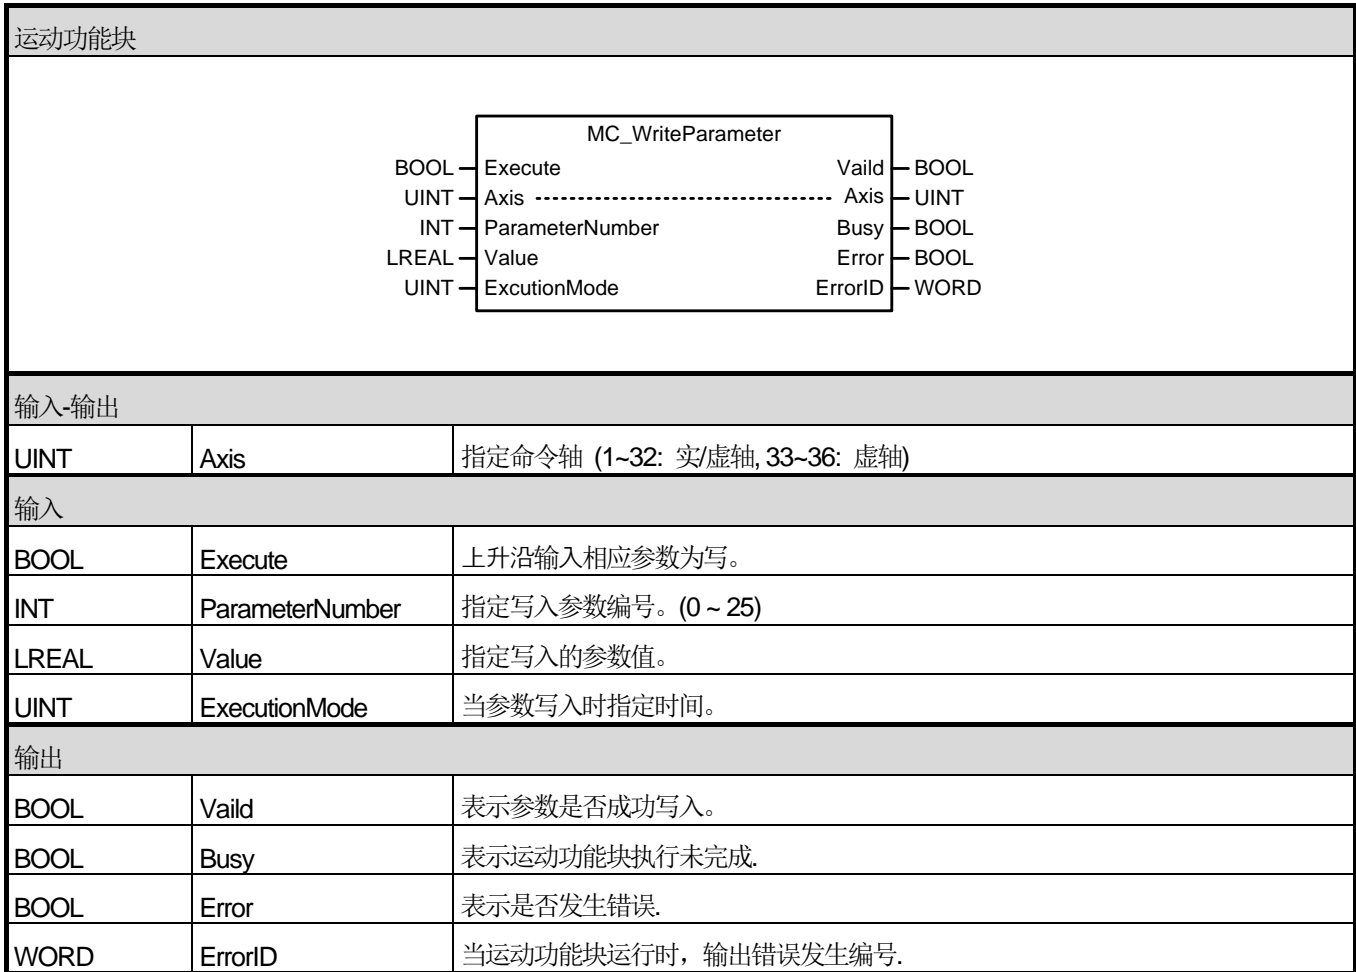 运动功能块
MC_WriteParameter
BOOL Execute Vaild BOOL
UINT Axis Axis UINT
INT ParameterNumber Busy BOOL
LREAL Value Error BOOL
UINT ExcutionMode ErrorID WORD
输入-输出
UINT Axis 指定命令轴 (1~32: 实/虚轴, 33~36: 虚轴)
输入
BOOL Execute 上升沿输入相应参数为写。
INT ParameterNumber 指定写入参数编号。(0 ~ 25)
LREAL Value 指定写入的参数值。
UINT ExecutionMode 当参数写入时指定时间。
输出
BOOL Vaild 表示参数是否成功写入。
BOOL Busy 表示运动功能块执行未完成.
BOOL Error 表示是否发生错误.
WORD ErrorID 当运动功能块运行时，输出错误发生编号.